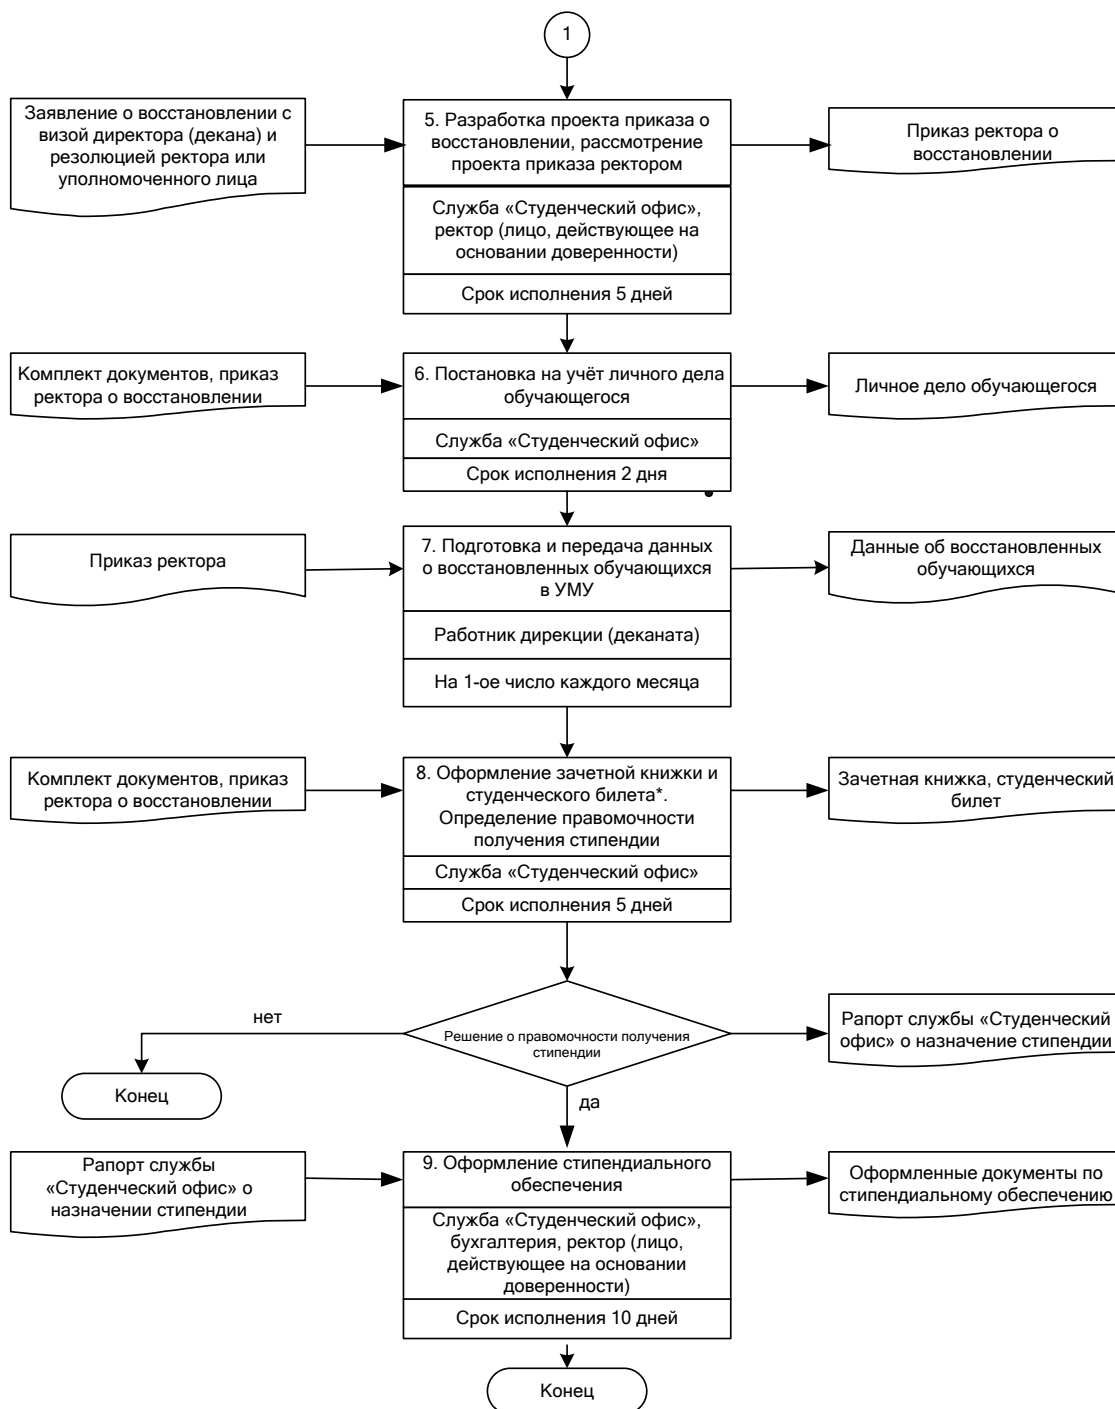 1
Заявление о восстановлении с
визой директора (декана) и
резолюцией ректора или
уполномоченного лица
5. Разработка проекта приказа о
восстановлении, рассмотрение
проекта приказа ректором
Служба «Студенческий офис»,
ректор (лицо, действующее на
основании доверенности)
Срок исполнения 5 дней
Приказ ректора о
восстановлении
Комплект документов, приказ
ректора о восстановлении
6. Постановка на учёт личного дела
обучающегося
Служба «Студенческий офис»
Срок исполнения 2 дня
Личное дело обучающегося
Приказ ректора
7. Подготовка и передача данных
о восстановленных обучающихся
в УМУ
Работник дирекции (деканата)
На 1-ое число каждого месяца
Данные об восстановленных
обучающихся
Комплект документов, приказ
ректора о восстановлении
8. Оформление зачетной книжки и
студенческого билета*.
Определение правомочности
получения стипендии
Служба «Студенческий офис»
Срок исполнения 5 дней
Зачетная книжка, студенческий
билет
нет
Решение о правомочности получения
стипендии
Рапорт службы «Студенческий
офис» о назначение стипендии
Конец
да
Рапорт службы
«Студенческий офис» о
назначении стипендии
9. Оформление стипендиального
обеспечения
Служба «Студенческий офис»,
бухгалтерия, ректор (лицо,
действующее на основании
доверенности)
Срок исполнения 10 дней
Оформленные документы по
стипендиальному обеспечению
Конец